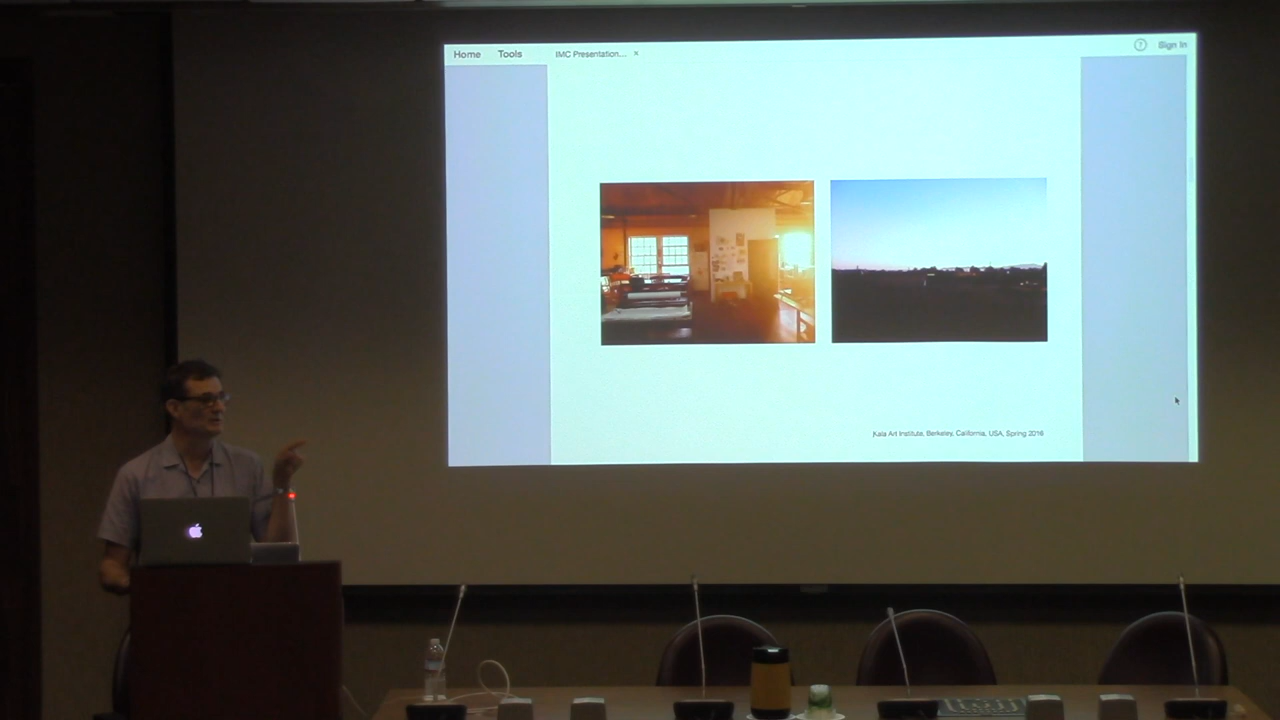 Home Tools IMC Presentation... × ? Sign In
Kala Art Institute, Berkeley, California, USA, Spring 2016